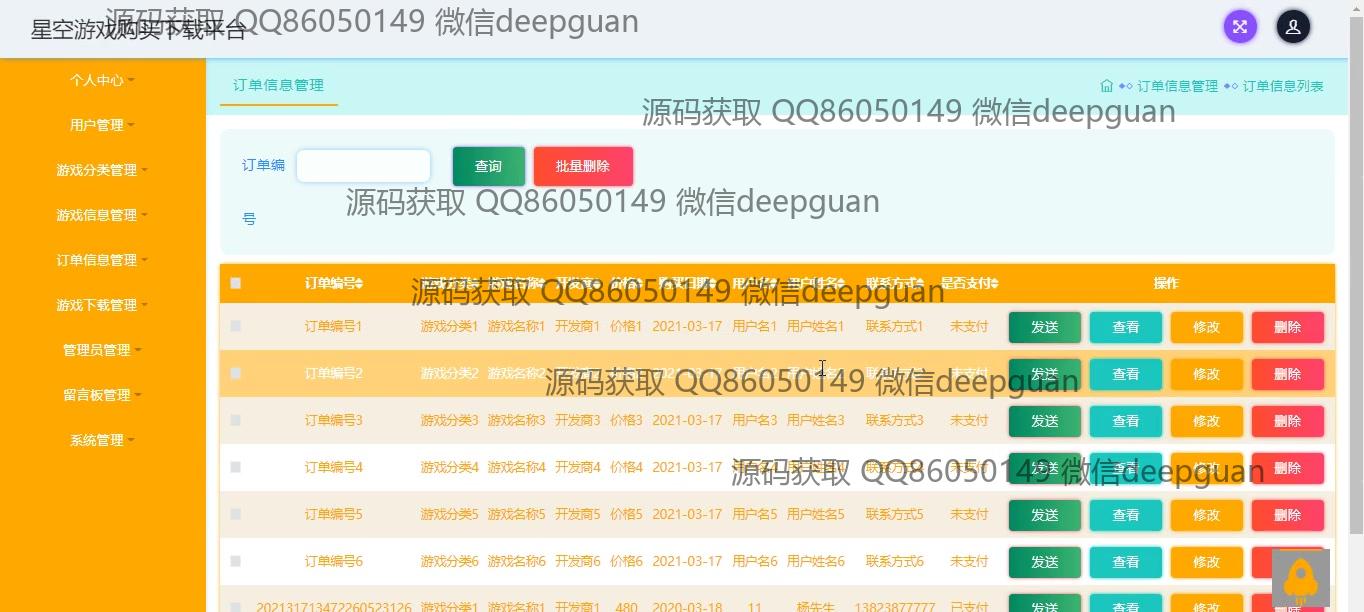 星空游戏购买下载平台
源码获取 QQ86050149 微信deepguan
个人中心
用户管理
游戏分类管理
游戏信息管理
订单信息管理
游戏下载管理
管理员管理
留言板管理
系统管理
订单信息管理
订单信息管理 订单信息列表
源码获取 QQ86050149 微信deepguan
订单编号 查询 批量删除
源码获取 QQ86050149 微信deepguan
订单编号 游戏分类 游戏名称 开发商 价格 购买日期 用户名 用户姓名 联系方式 是否支付 操作
源码获取 QQ86050149 微信deepguan
订单编号1 游戏分类1 游戏名称1 开发商1 价格1 2021-03-17 用户名1 用户姓名1 联系方式1 未支付 发送 查看 修改 删除
订单编号2 游戏分类2 游戏名称2 2021-03-17 发送 查看 修改 删除
源码获取 QQ86050149 微信deepguan
订单编号3 游戏分类3 游戏名称3 开发商3 价格3 2021-03-17 用户名3 用户姓名3 联系方式3 未支付 发送 查看 修改 删除
订单编号4 游戏分类4 游戏名称4 开发商4 价格4 2021-03-17 用户名4 用户姓名4 联系方式4 未支付 发送 查看 修改 删除
源码获取 QQ86050149 微信deepguan
订单编号5 游戏分类5 游戏名称5 开发商5 价格5 2021-03-17 用户名5 用户姓名5 联系方式5 未支付 发送 查看 修改 删除
订单编号6 游戏分类6 游戏名称6 开发商6 价格6 2021-03-17 用户名6 用户姓名6 联系方式6 未支付 发送 查看 修改
202131713472260523126 游戏分类1 游戏名称1 开发商1 480 2020-03-18 11 杨先生 13823877777 已支付 发送 查看 修改 删除